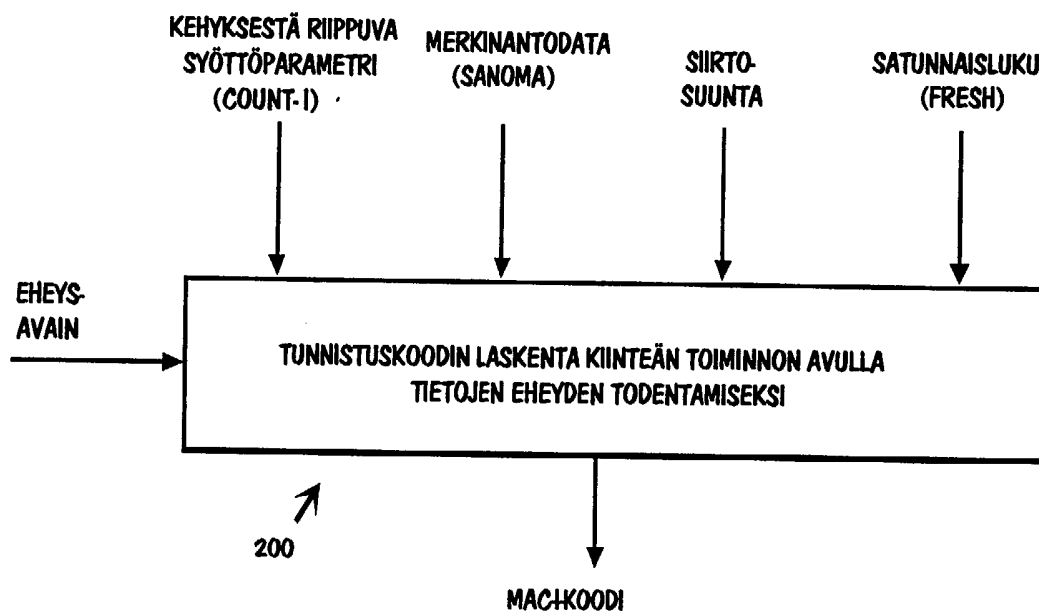 KEHYKSESTÄ RIIPPUVA
SYÖTTÖPARAMETRI
(COUNT-I)
MERKINANTODATA
(SANOMA)
SIIRTO-
SUUNTA
SATUNNAISLUKU
(FRESH)
EHEYS-
AVAIN
TUNNISTUSKOODIN LASKENTA KIINTEÄN TOIMINNON AVULLA
TIETOJEN EHEYDEN TODENTAMISEKSI
200
MAC-I-KOODI